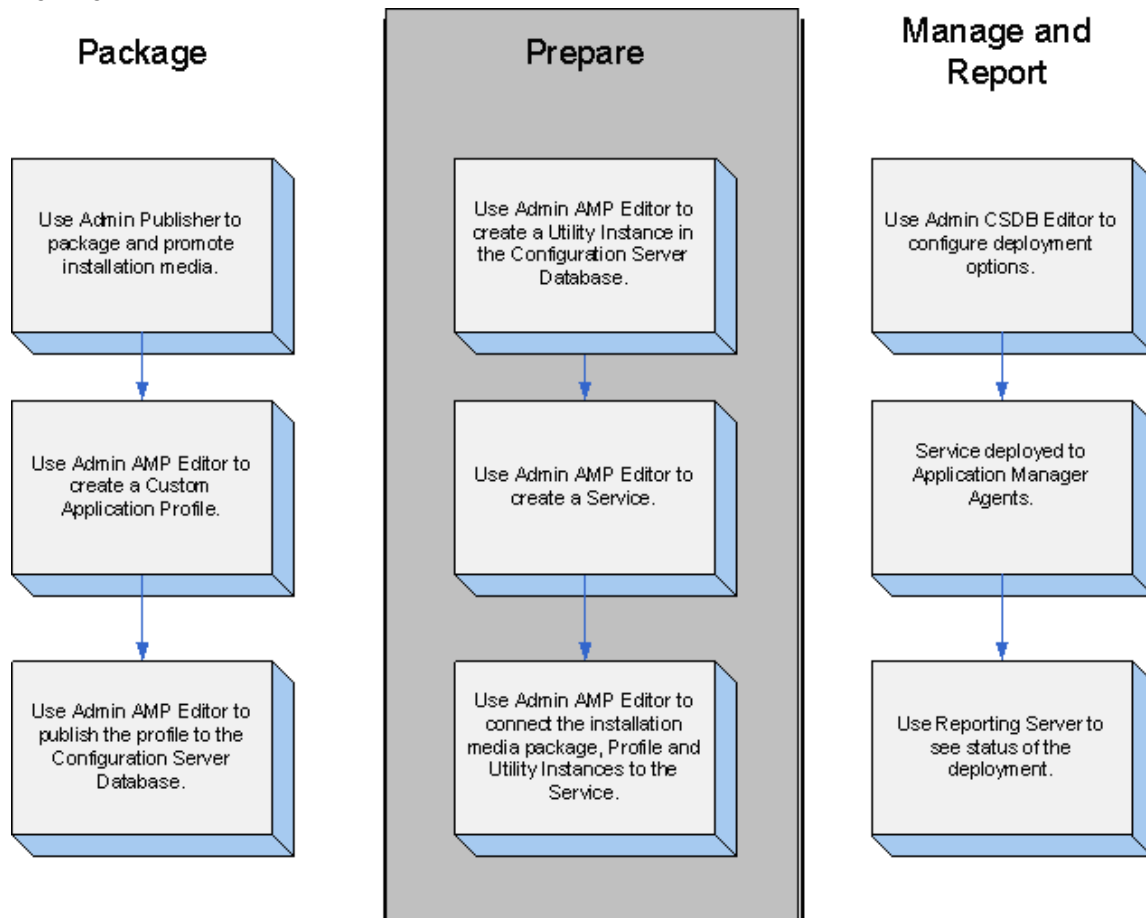 Package
Use Admin Publisher to
package and promote
installation media.
Use Admin AMP Editor to
create a Custom
Application Profile.
Use Admin AMP Editor to
publish the profile to the
Configuration Server
Database.
Prepare
Use Admin AMP Editor to
create a Utility Instance in
the Configuration Server
Database.
Use Admin AMP Editor to
create a Service.
Use Admin AMP Editor to
connect the installation
media package, Profile and
Utility Instances to the
Service.
Manage and
Report
Use Admin CSDB Editor to
configure deployment
options.
Service deployed to
Application Manager
Agents.
Use Reporting Server to
see status of the
deployment.